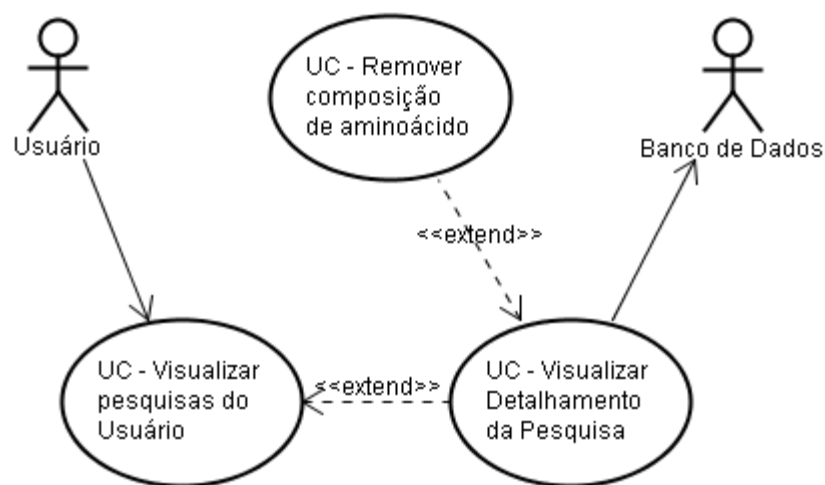 UC - Remover
composição
de aminoácido
Usuário
Banco de Dados
<<extend>>
UC - Visualizar
pesquisas do
Usuário
<<extend>>
UC - Visualizar
Detalhamento
da Pesquisa